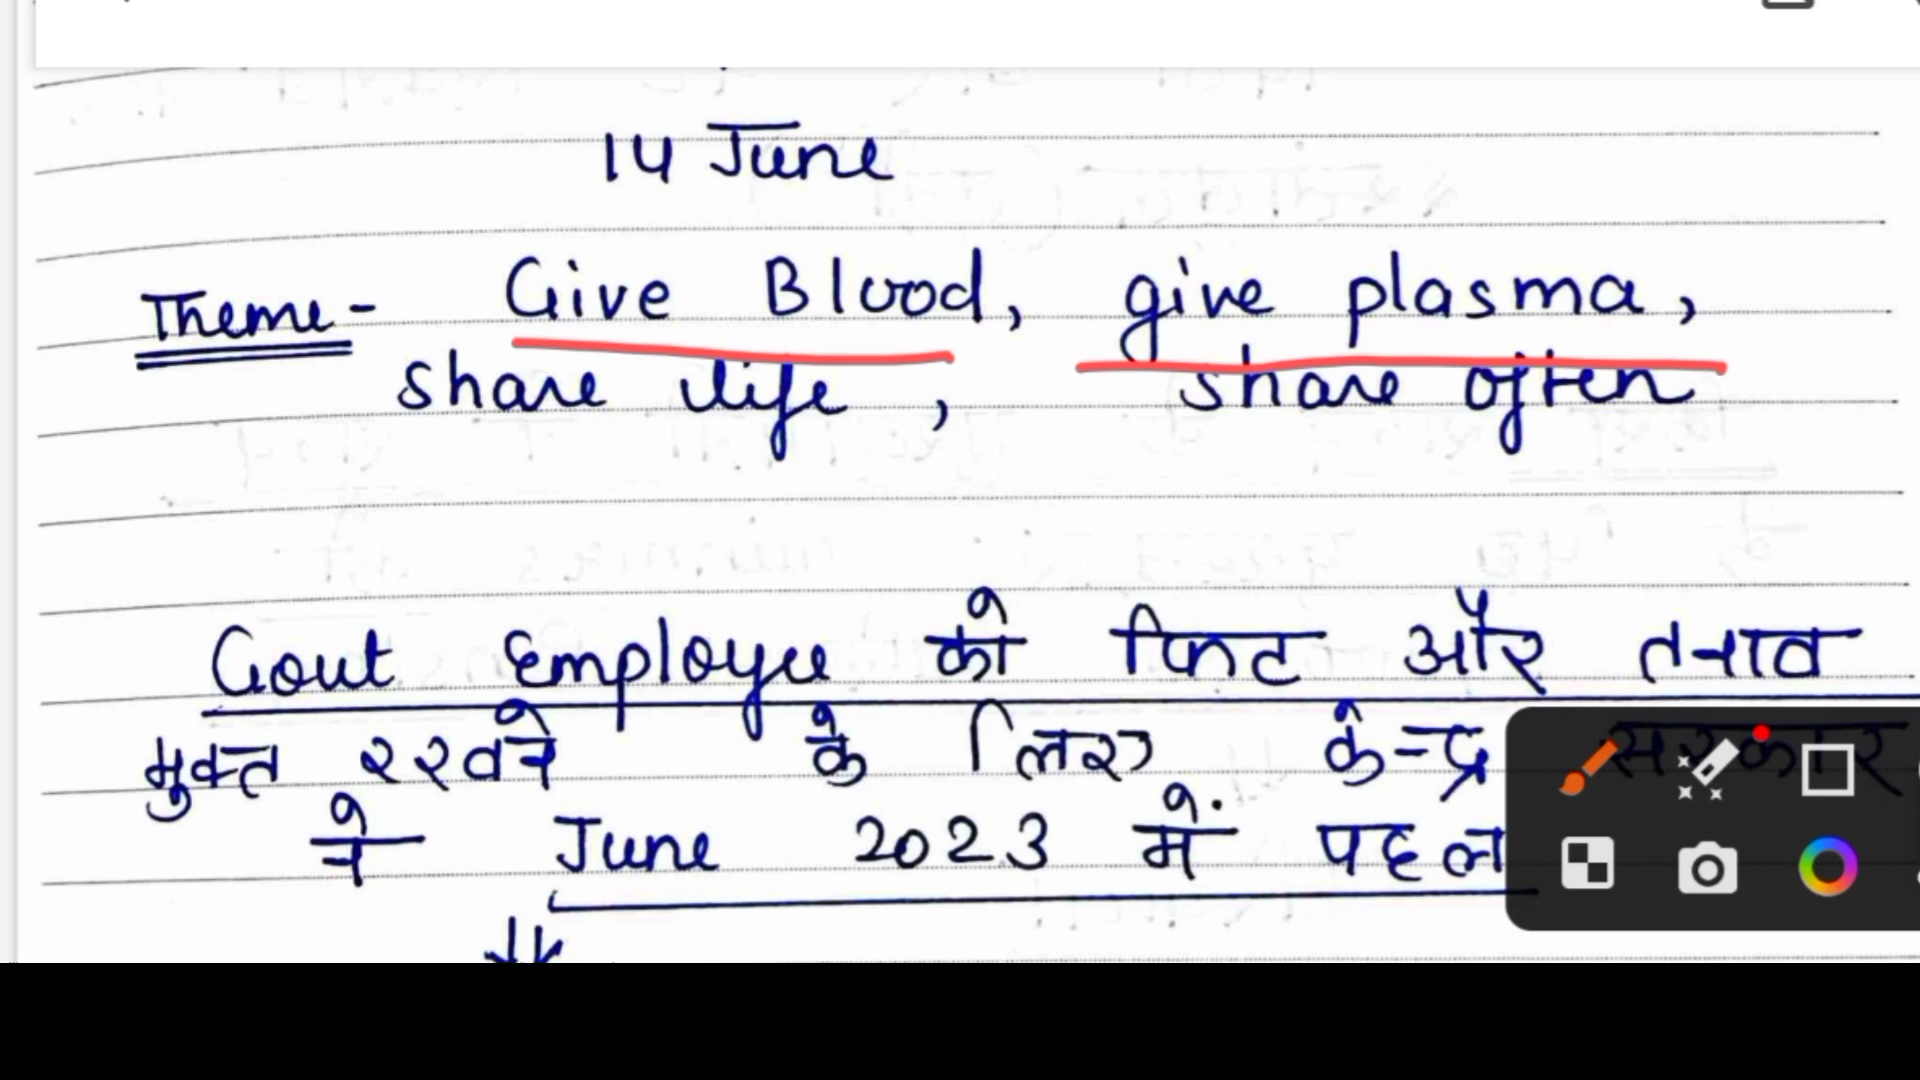 14 June
Theme - Give Blood, give plasma,
share life, share often
Govt Employee को फिट और तनाव
मुक्त रखने के लिए केन्द्र सरकार
ने June 2023 में पहल